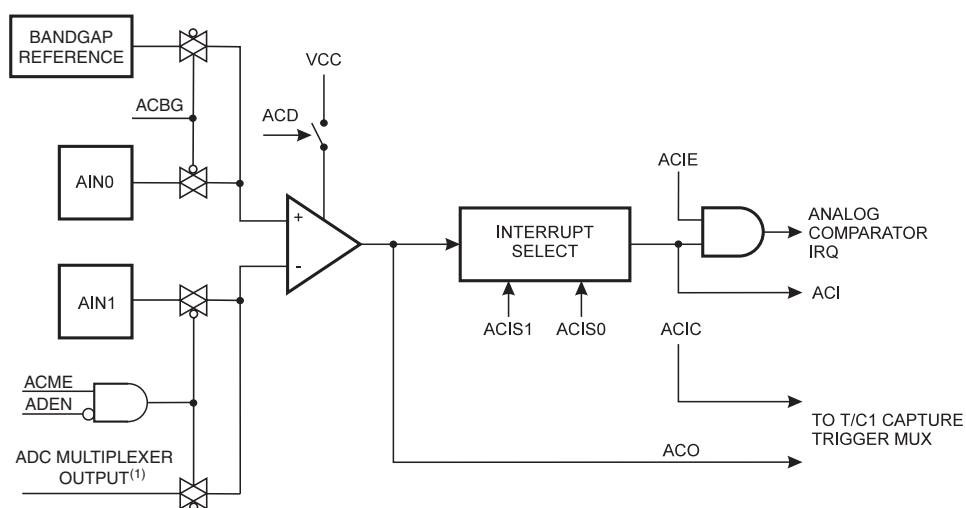 BANDGAP
REFERENCE
VCC
ACBG
ACD
AIN0
ACIE
+
-
INTERRUPT
SELECT
ANALOG
COMPARATOR
IRQ
AIN1
ACI
ACIS1
ACIS0
ACIC
ACME
ADEN
TO T/C1 CAPTURE
TRIGGER MUX
ACO
ADC MULTIPLEXER
OUTPUT(1)